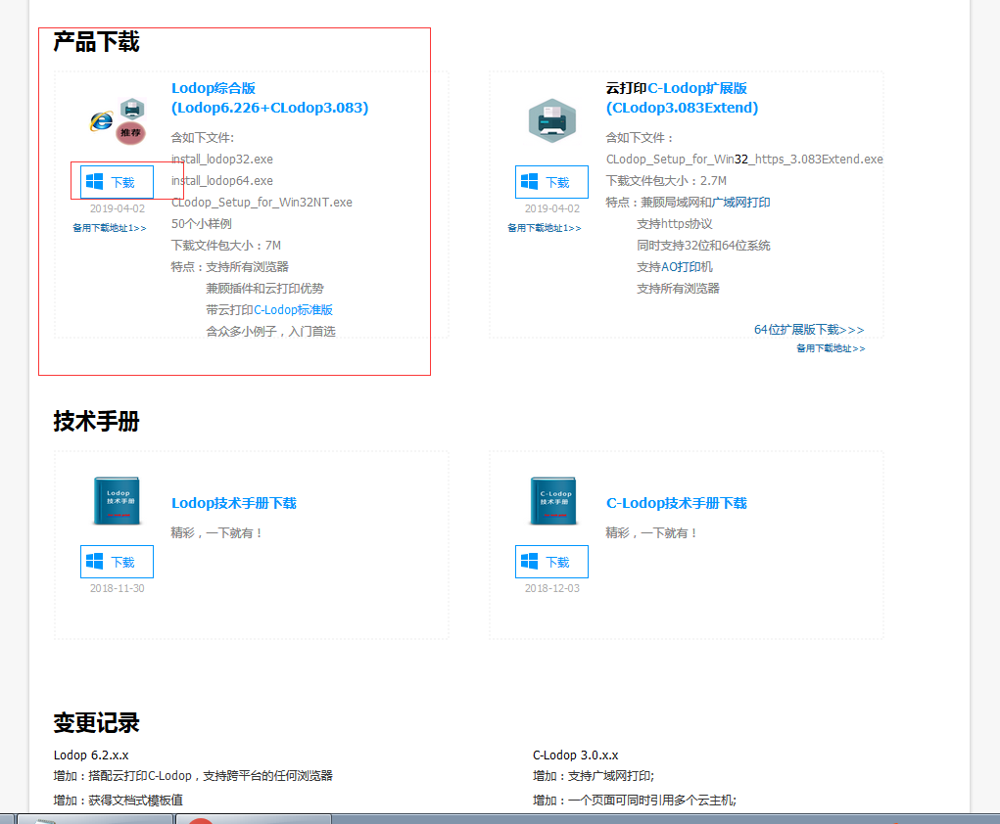 产品下载
Lodop综合版
(Lodop6.226+CLodop3.083)
推荐
含如下文件:
install_lodop32.exe
下载
install_lodop64.exe
2019-04-02
CLodop_Setup_for_Win32NT.exe
备用下载地址1>>
50个小样例
下载文件包大小：7M
特点：支持所有浏览器
兼顾插件和云打印优势
带云打印C-Lodop标准版
含众多小例子，入门首选
云打印C-Lodop扩展版
(CLodop3.083Extend)
含如下文件：
CLodop_Setup_for_Win32_https_3.083Extend.exe
下载
下载文件包大小：2.7M
2019-04-02
特点：兼顾局域网和广域网打印
备用下载地址1>>
支持https协议
同时支持32位和64位系统
支持AO打印机
支持所有浏览器
64位扩展版下载>>>
备用下载地址>>
技术手册
Lodop
技术手册
Lodop技术手册下载
精彩，一下就有！
下载
2018-11-30
C-Lodop
技术手册
C-Lodop技术手册下载
精彩，一下就有！
下载
2018-12-03
变更记录
Lodop 6.2.x.x
增加：搭配云打印C-Lodop，支持跨平台的任何浏览器
增加：获得文档式模板值
C-Lodop 3.0.x.x
增加：支持广域网打印;
增加：一个页面可同时引用多个云主机;